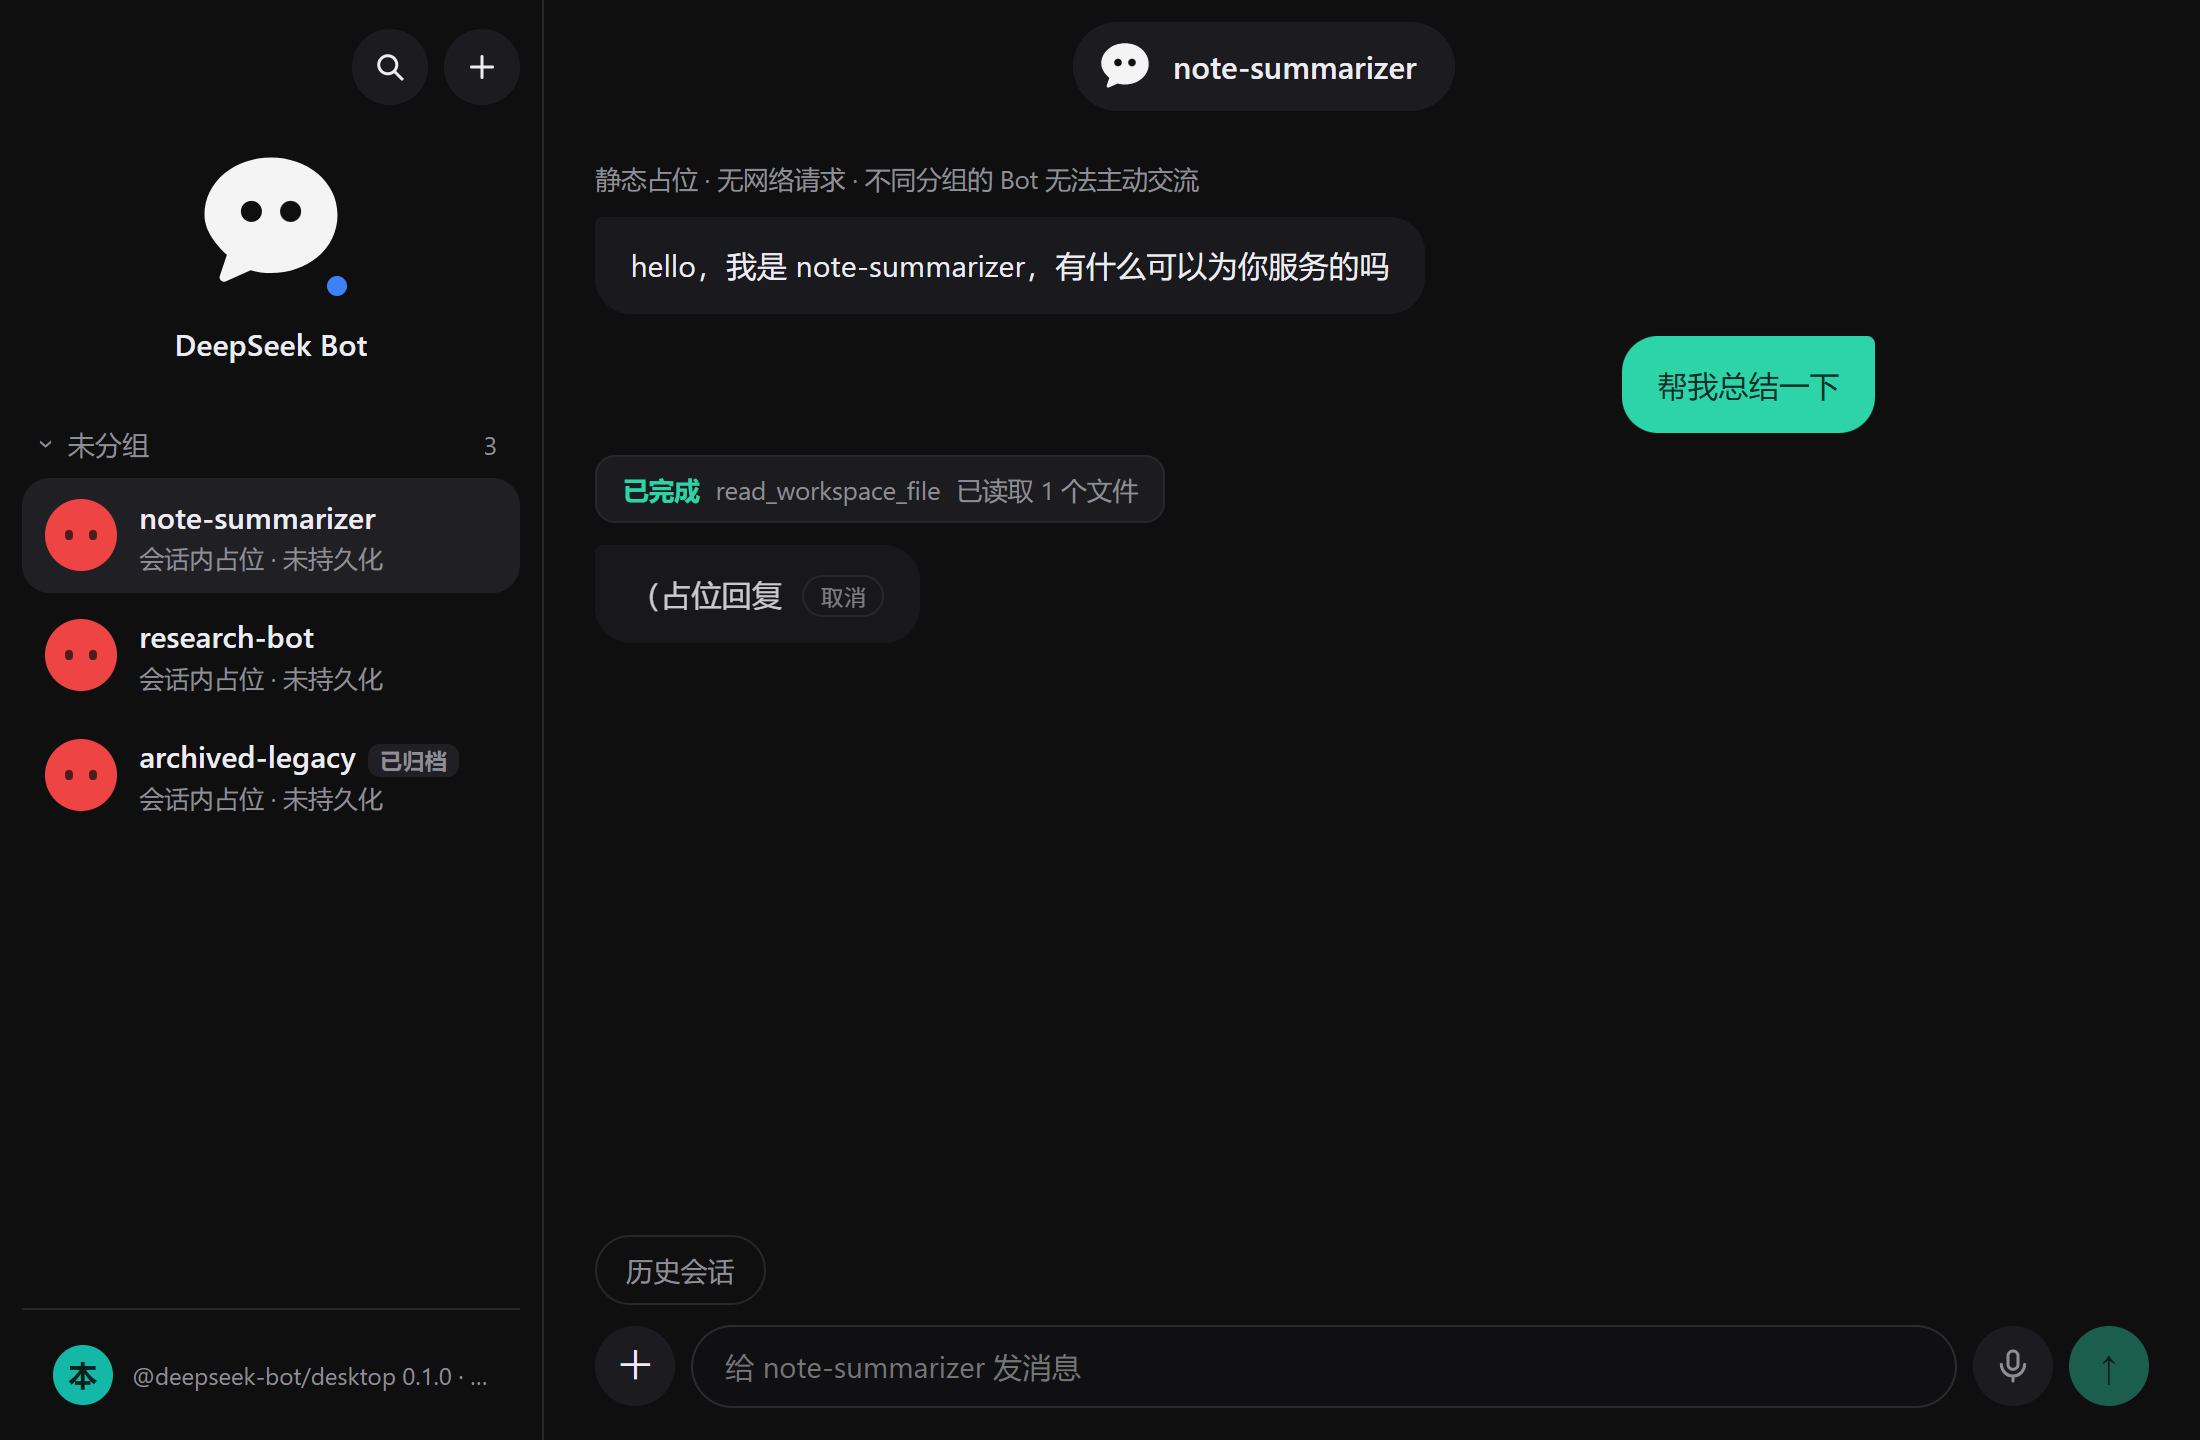 note-summarizer
DeepSeek Bot
未分组 3
note-summarizer
会话内占位 · 未持久化
research-bot
会话内占位 · 未持久化
archived-legacy 已归档
会话内占位 · 未持久化
本 @deepseek-bot/desktop 0.1.0 · ...
静态占位 · 无网络请求 · 不同分组的 Bot 无法主动交流
hello，我是 note-summarizer，有什么可以为你服务的吗
帮我总结一下
已完成 read_workspace_file 已读取 1 个文件
（占位回复 取消
历史会话
给 note-summarizer 发消息